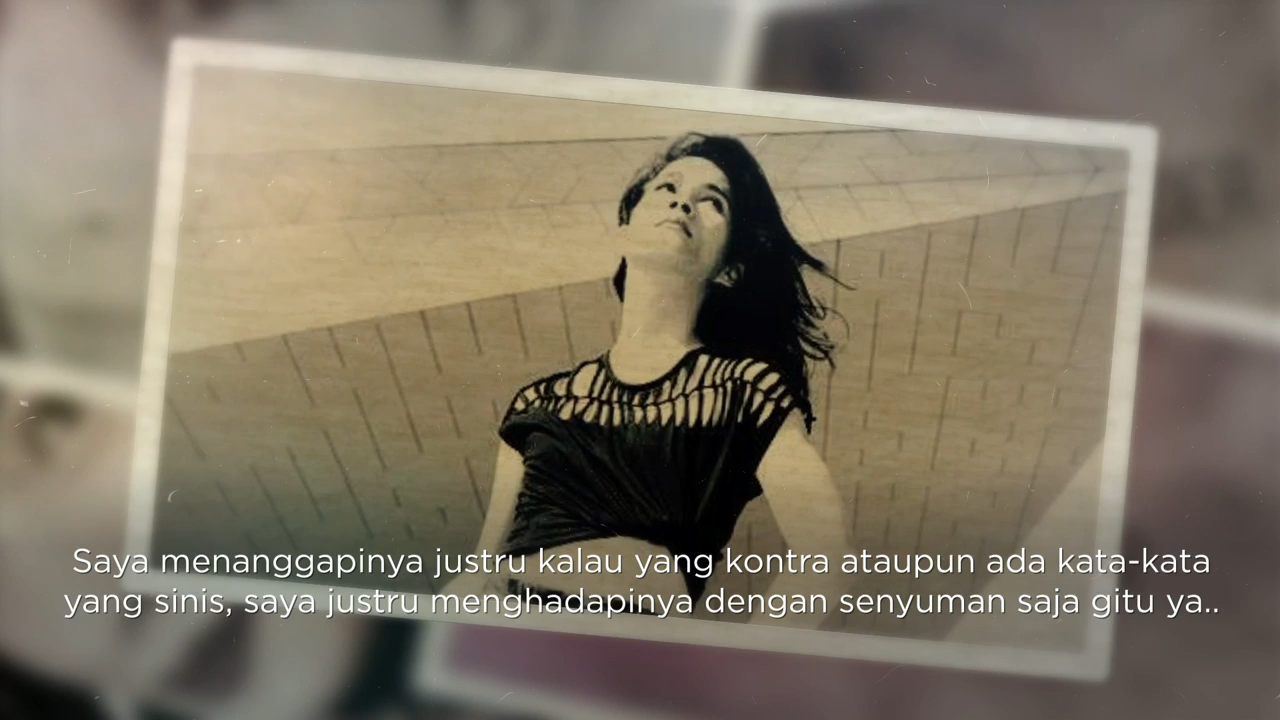 Saya menanggapinya justru kalau yang kontra ataupun ada kata-kata
yang sinis, saya justru menghadapinya dengan senyuman saja gitu ya..